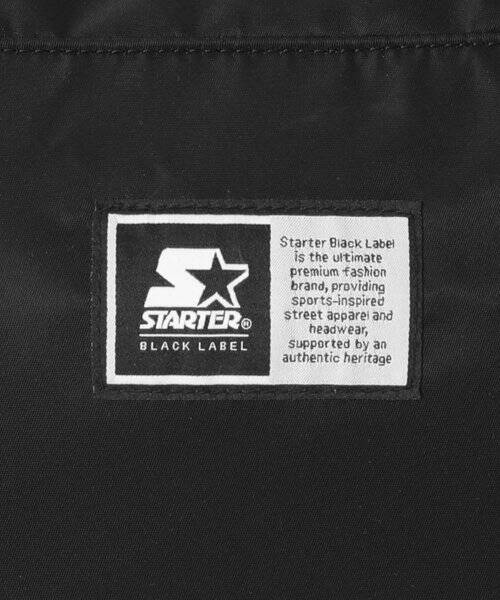 STARTER®
BLACK LABEL
Starter Black Label
is the ultimate
premium fashion
brand, providing
sports-inspired
street apparel and
headwear,
supported by an
authentic heritage